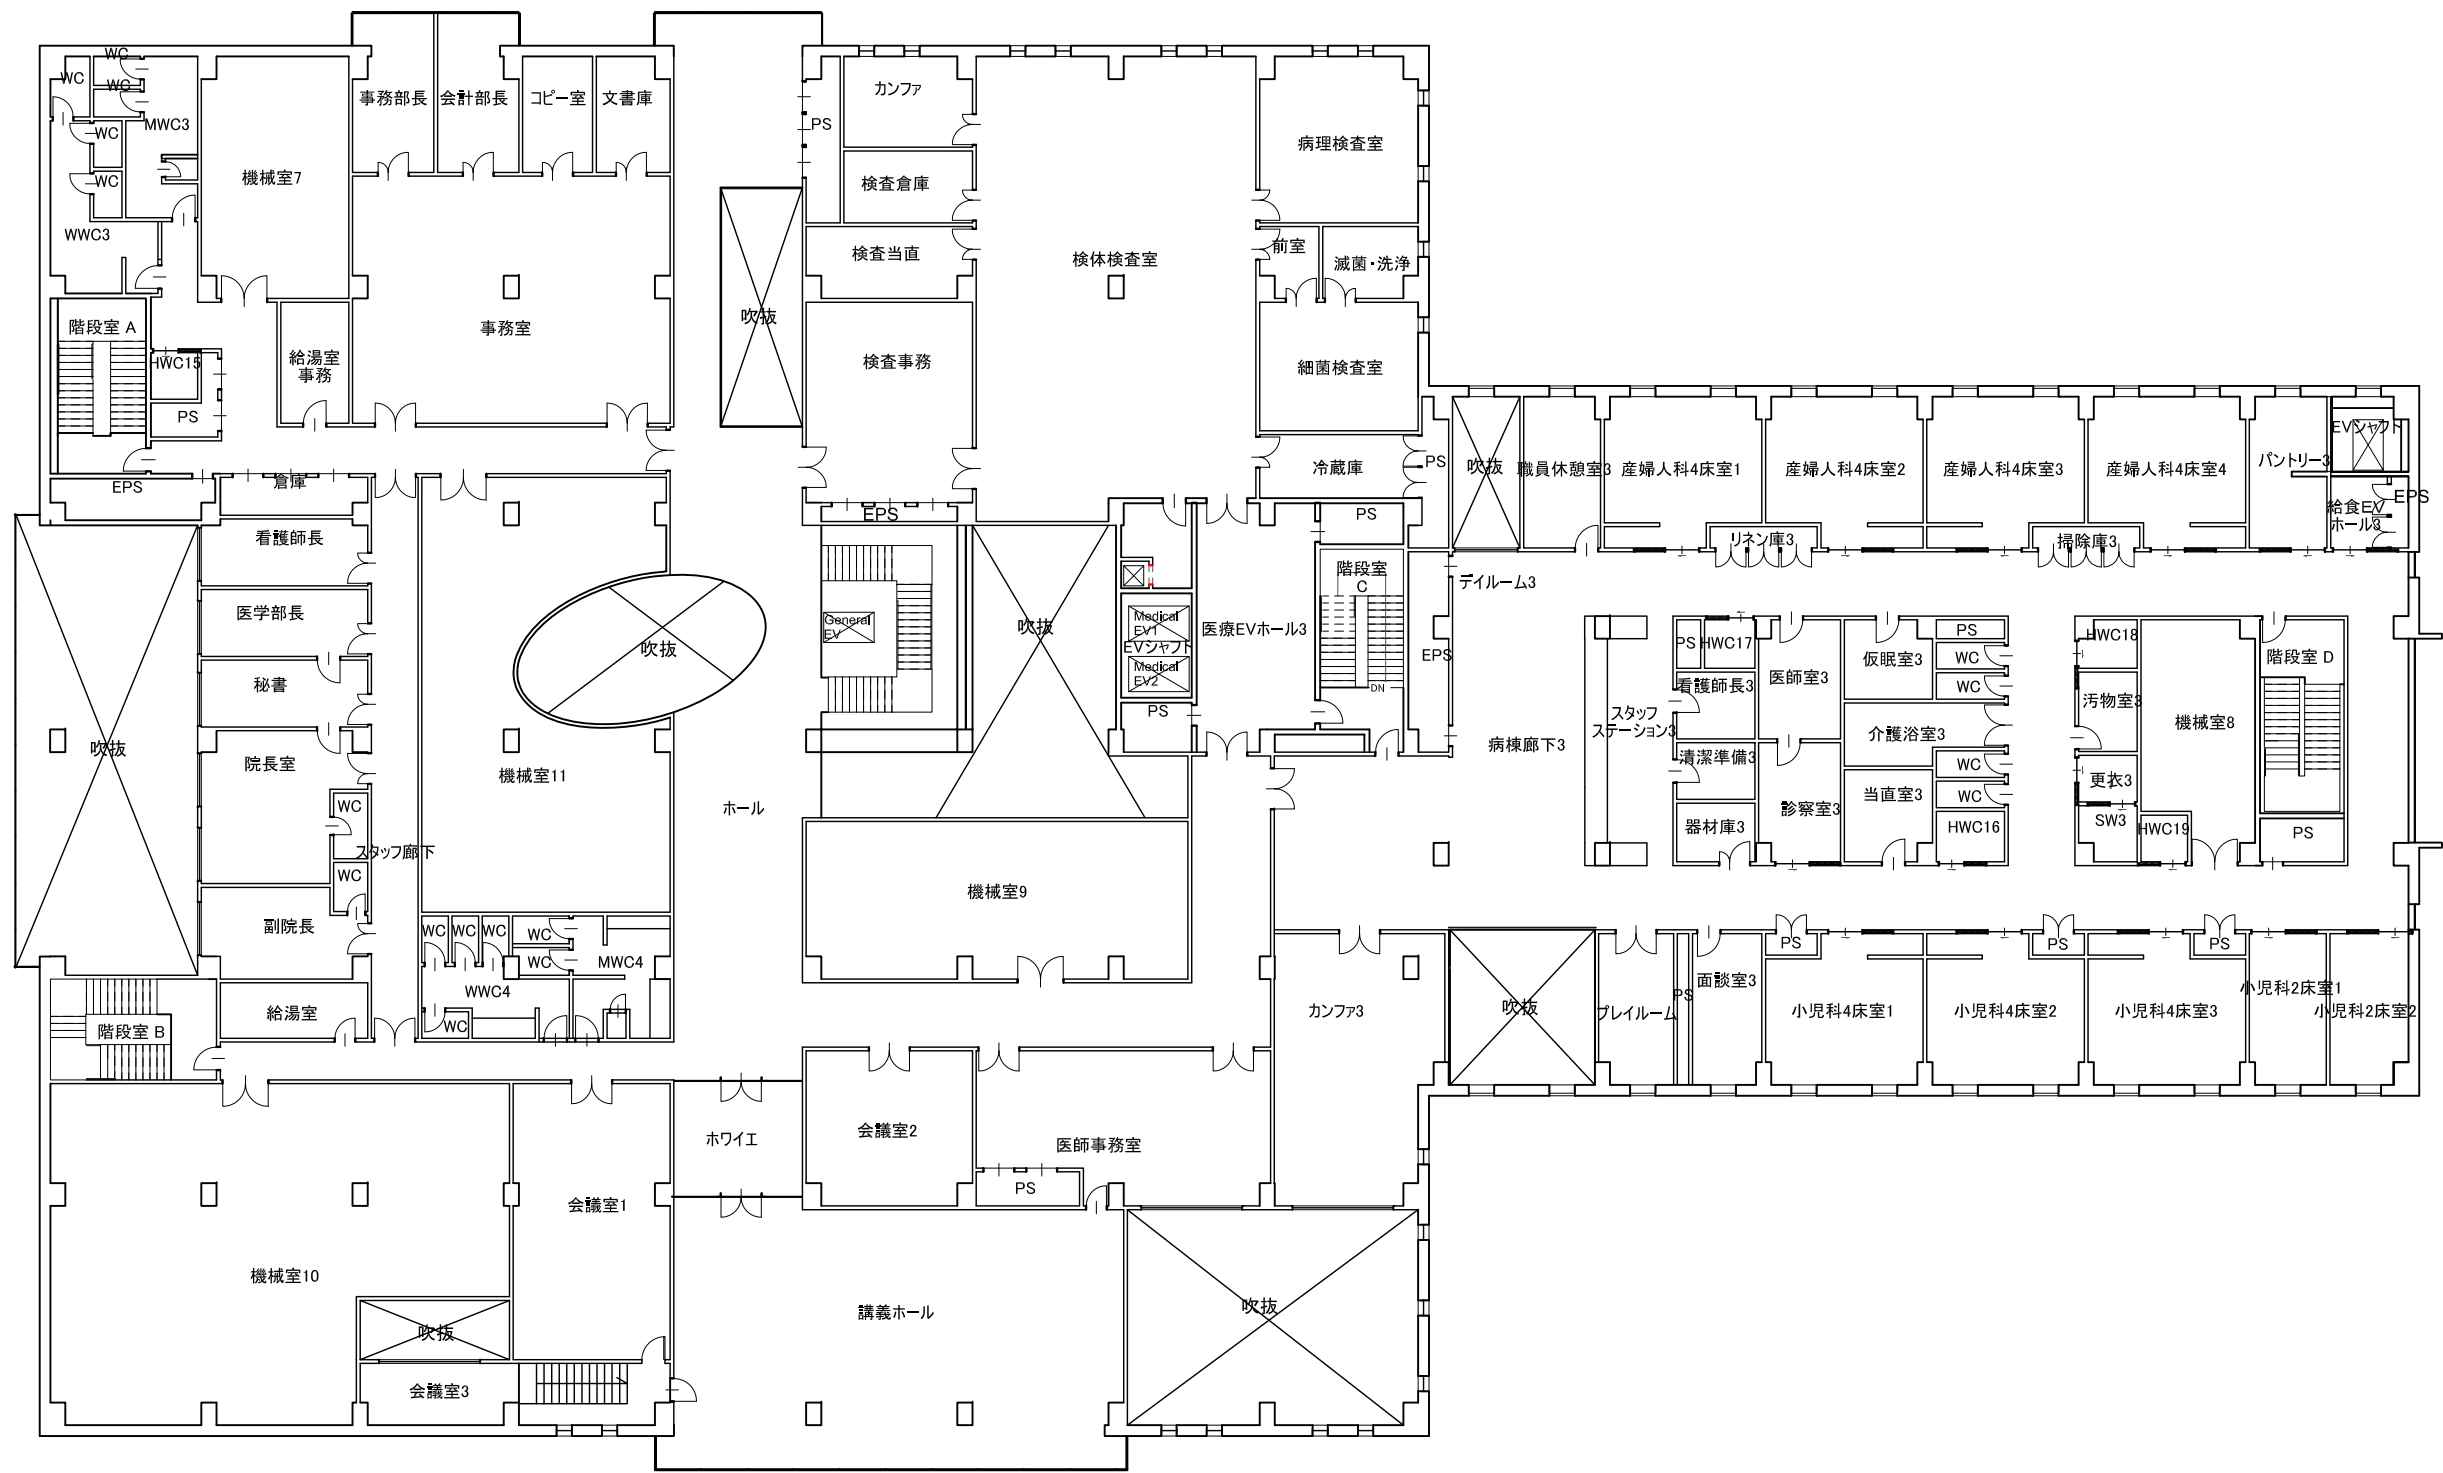 WC
WC
WC
MWC3
WC
WC
WWC3
機械室7
事務部長
会計部長
コピー室
文書庫
PS
カンファ
検査倉庫
検査当直
検査事務
検体検査室
病理検査室
前室
滅菌・洗浄
細菌検査室
冷蔵庫
PS
階段室 A
HWC15
PS
給湯室
事務
事務室
吹抜
EPS
倉庫
看護師長
医学部長
秘書
院長室
WC
スタッフ廊下
WC
副院長
給湯室
吹抜
階段室 B
機械室11
吹抜
ホール
WC
WC
WC
WC
WC
MWC4
WWC4
WC
EPS
General
EV
吹抜
Medical
EV1
EVシャフト
Medical
EV2
PS
医療EVホール3
PS
階段室
C
DN
EPS
機械室9
吹抜
職員休憩室3
産婦人科4床室1
産婦人科4床室2
産婦人科4床室3
産婦人科4床室4
パントリー3
EVシャフト
EPS
給食EV
ホール3
リネン庫3
掃除庫3
デイルーム3
病棟廊下3
スタッフ
ステーション3
PS
HWC17
看護師長3
清潔準備3
器材庫3
医師室3
診察室3
仮眠室3
PS
WC
WC
介護浴室3
WC
WC
当直室3
HWC16
HWC18
汚物室3
更衣3
SW3
HWC19
機械室8
階段室 D
PS
カンファ3
吹抜
プレイルーム
PS
面談室3
PS
小児科4床室1
小児科4床室2
PS
小児科4床室3
PS
小児科2床室1
小児科2床室2
機械室10
吹抜
会議室3
会議室1
ホワイエ
会議室2
医師事務室
PS
講義ホール
吹抜